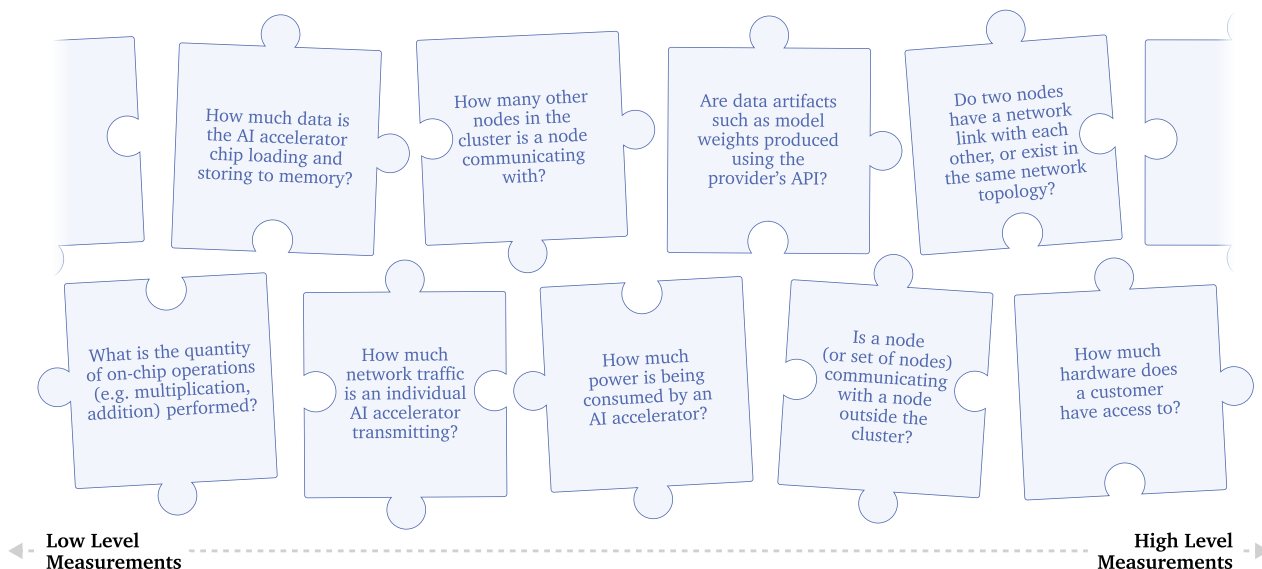 How much data is
the AI accelerator
chip loading and
storing to memory?
How many other
nodes in the
cluster is a node
communicating
with?
Are data artifacts
such as model
weights produced
using the
provider's API?
Do two nodes
have a network
link with each
other, or exist in
the same network
topology?
What is the quantity
of on-chip operations
(e.g. multiplication,
addition) performed?
How much
network traffic
is an individual
AI accelerator
transmitting?
How much
power is being
consumed by an
AI accelerator?
Is a node
(or set of nodes)
communicating
with a node
outside the
cluster?
How much
hardware does
a customer
have access to?
Low Level
Measurements
High Level
Measurements